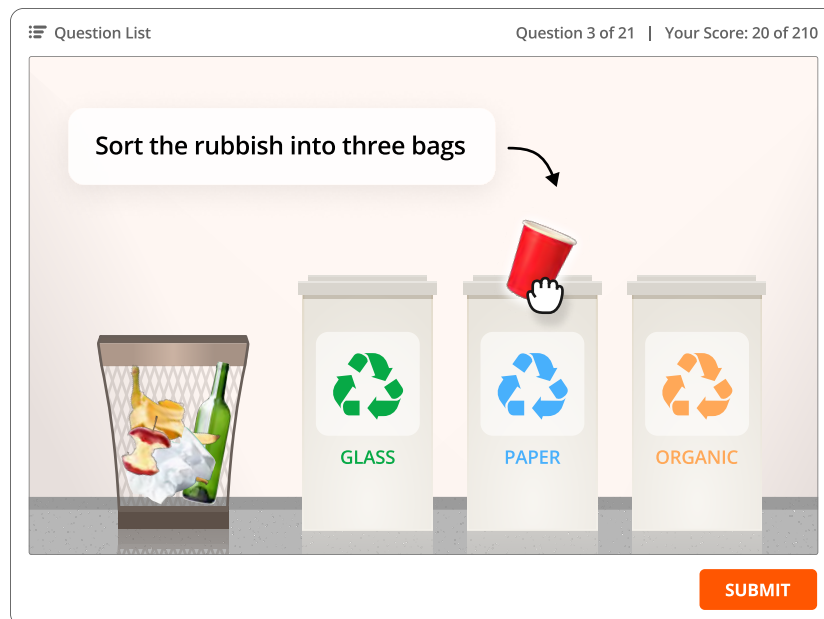 Question List
Question 3 of 21 | Your Score: 20 of 210
Sort the rubbish into three bags
GLASS
PAPER
ORGANIC
SUBMIT